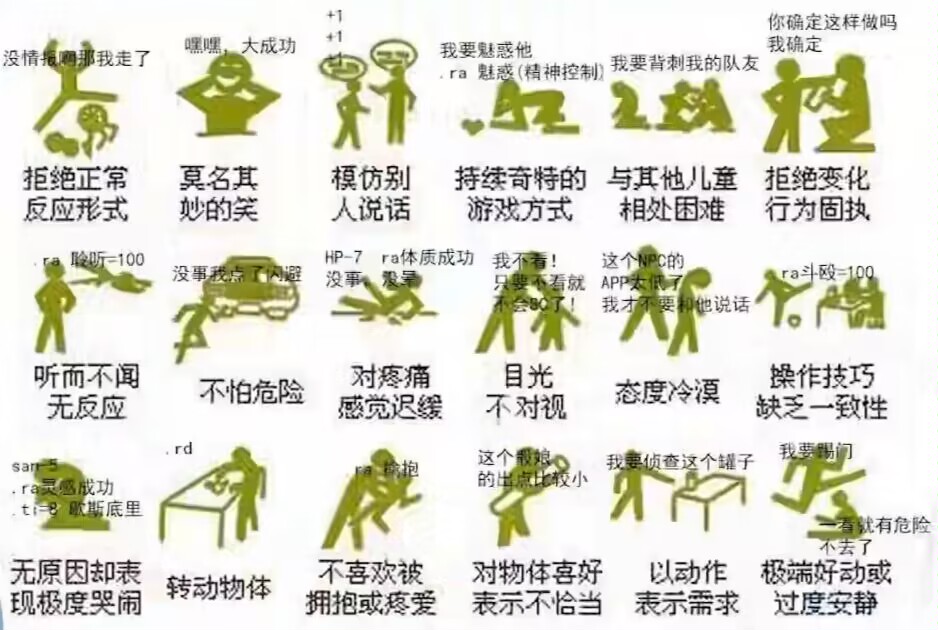 没情报啊那我走了
嘿嘿，大成功
+1
+1
+1
我要魅惑他
.ra 魅惑(精神控制)
我要背刺我的队友
你确定这样做吗
我确定
拒绝正常
反应形式
莫名其
妙的笑
模仿别
人说话
持续奇特的
游戏方式
与其他儿童
相处困难
拒绝变化
行为固执
.ra 聆听=100
没事我点了闪避
HP-7 ra体质成功
没事，没晕
我不看！
只要不看就
不会SC了！
这个NPC的
APP太低了
我才不要和他说话
ra斗殴=100
听而不闻
无反应
不怕危险
对疼痛
感觉迟缓
目光
不对视
态度冷漠
操作技巧
缺乏一致性
san-5
.ra灵感成功
.ti=8 歇斯底里
.rd
.ra 擒抱
这个骰娘
的出点比较小
我要侦查这个罐子
我要踢门
一看就有危险
不去了
无原因却表
现极度哭闹
转动物体
不喜欢被
拥抱或疼爱
对物体喜好
表示不恰当
以动作
表示需求
极端好动或
过度安静